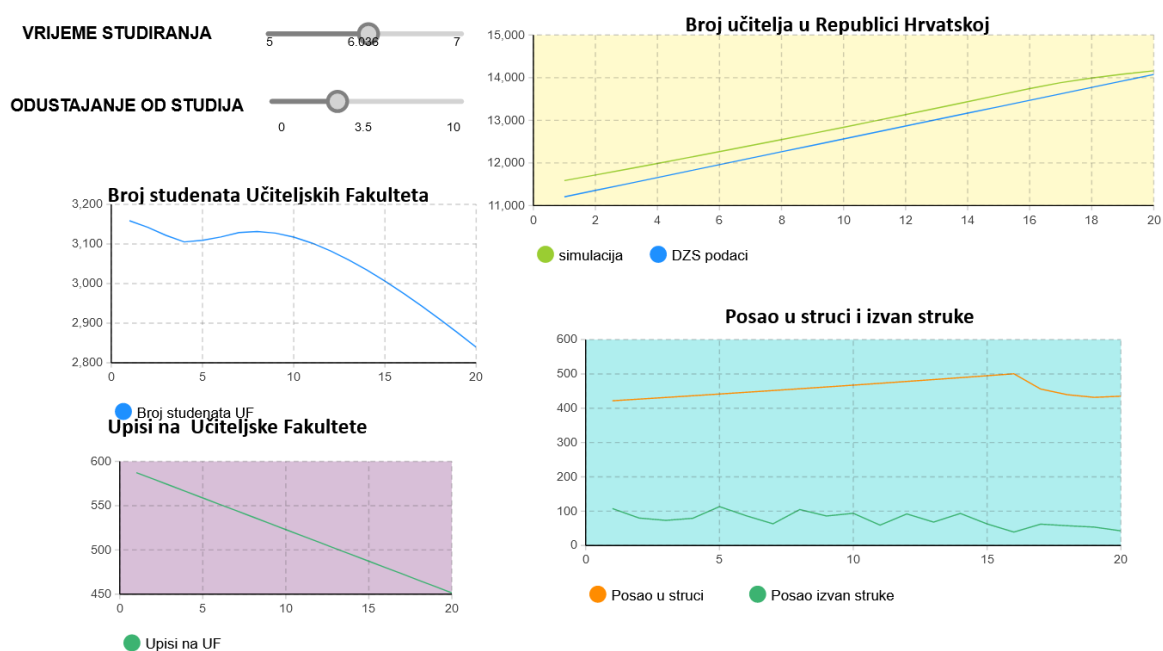 VRIJEME STUDIRANJA
5 6.036 7
ODUSTAJANJE OD STUDIJA
0 3.5 10
Broj studenata Učiteljskih Fakulteta
3,200
3,100
3,000
2,900
2,800
0 5 10 15 20
Broj studenata UF
Upisi na Učiteljske Fakultete
600
550
500
450
0 5 10 15 20
Upisi na UF
Broj učitelja u Republici Hrvatskoj
15,000
14,000
13,000
12,000
11,000
0 2 4 6 8 10 12 14 16 18 20
simulacija DZS podaci
Posao u struci i izvan struke
600
500
400
300
200
100
0
0 5 10 15 20
Posao u struci Posao izvan struke